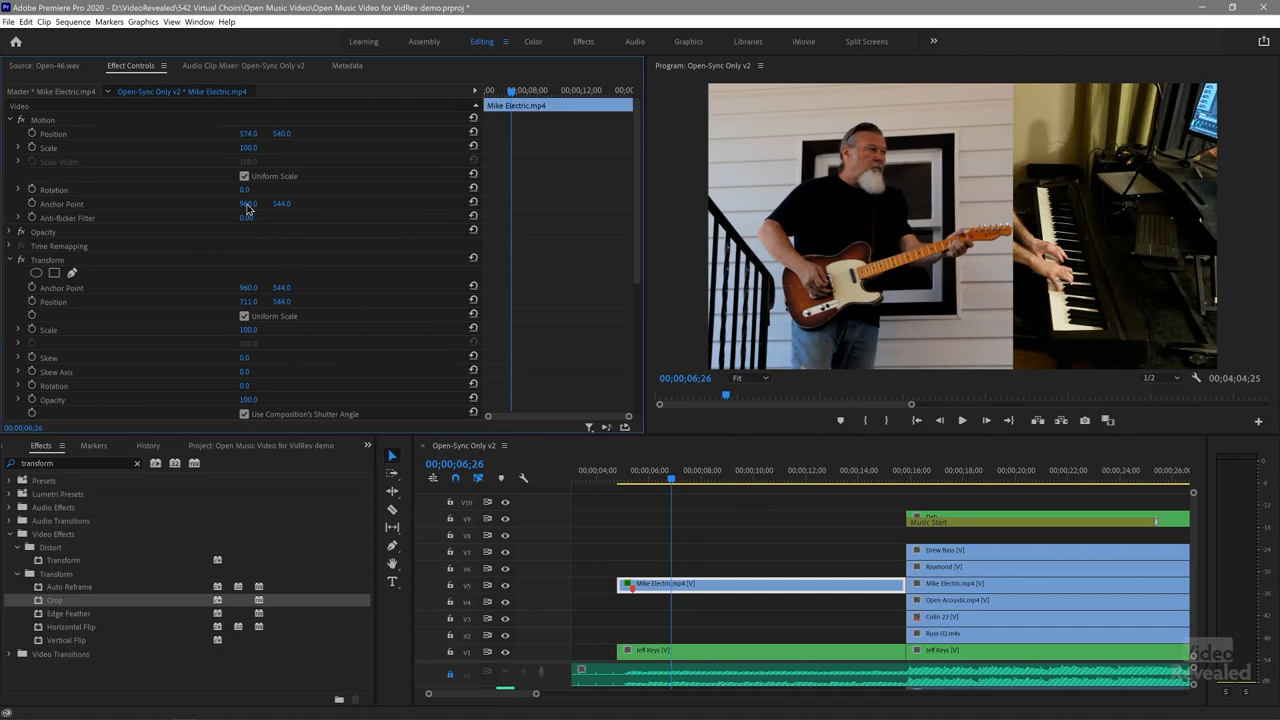 Adobe Premiere Pro 2020 - D:\VideoRevealed\542 Virtual Choirs\Open Music Video\Open Music Video for VidRev demo.prproj *
File Edit Clip Sequence Markers Graphics View Window Help
Learning Assembly Editing Color Effects Audio Graphics Libraries iMovie Split Screens
Source: Open-46.wav Effect Controls Audio Clip Mixer: Open-Sync Only v2 Metadata
Master * Mike Electric.mp4 Open-Sync Only v2 * Mike Electric.mp4
;00 00;00;08;00 00;00;12;00
Video Mike Electric.mp4
fx Motion
Position 574.0 540.0
Scale 100.0
Scale Width 100.0
Uniform Scale
Rotation 0.0
Anchor Point 960.0 544.0
Anti-flicker Filter 0.00
fx Opacity
fx Time Remapping
fx Transform
Anchor Point 960.0 544.0
Position 711.0 544.0
Uniform Scale
Scale 100.0
100.0
Skew 0.0
Skew Axis 0.0
Rotation 0.0
Opacity 100.0
Use Composition's Shutter Angle
00;00;06;26
Program: Open-Sync Only v2
00;00;06;26 Fit 1/2 00;04;04;25
Effects Markers History Project: Open Music Video for VidRev demo
transform
Presets
Lumetri Presets
Audio Effects
Audio Transitions
Video Effects
Distort
Transform
Transform
Auto Reframe
Crop
Edge Feather
Horizontal Flip
Vertical Flip
Video Transitions
Open-Sync Only v2
00;00;06;26
00;00;04;00 00;00;06;00 00;00;08;00 00;00;10;00 00;00;12;00 00;00;14;00 00;00;16;00 00;00;18;00 00;00;20;00 00;00;22;00 00;00;24;00 00;00;26;00
V10
V9 Deb
Music Start
V8
V7 Drew Bass [V]
V6 Raymond [V]
V5 Mike Electric.mp4 [V] Mike Electric.mp4 [V]
V4 Open Acoustic.mp4 [V]
V3 Colin 23 [V]
V2 Russ-02.m4v
V1 Jeff Keys [V] Jeff Keys [V]
A1 M S
Video
Revealed
S S